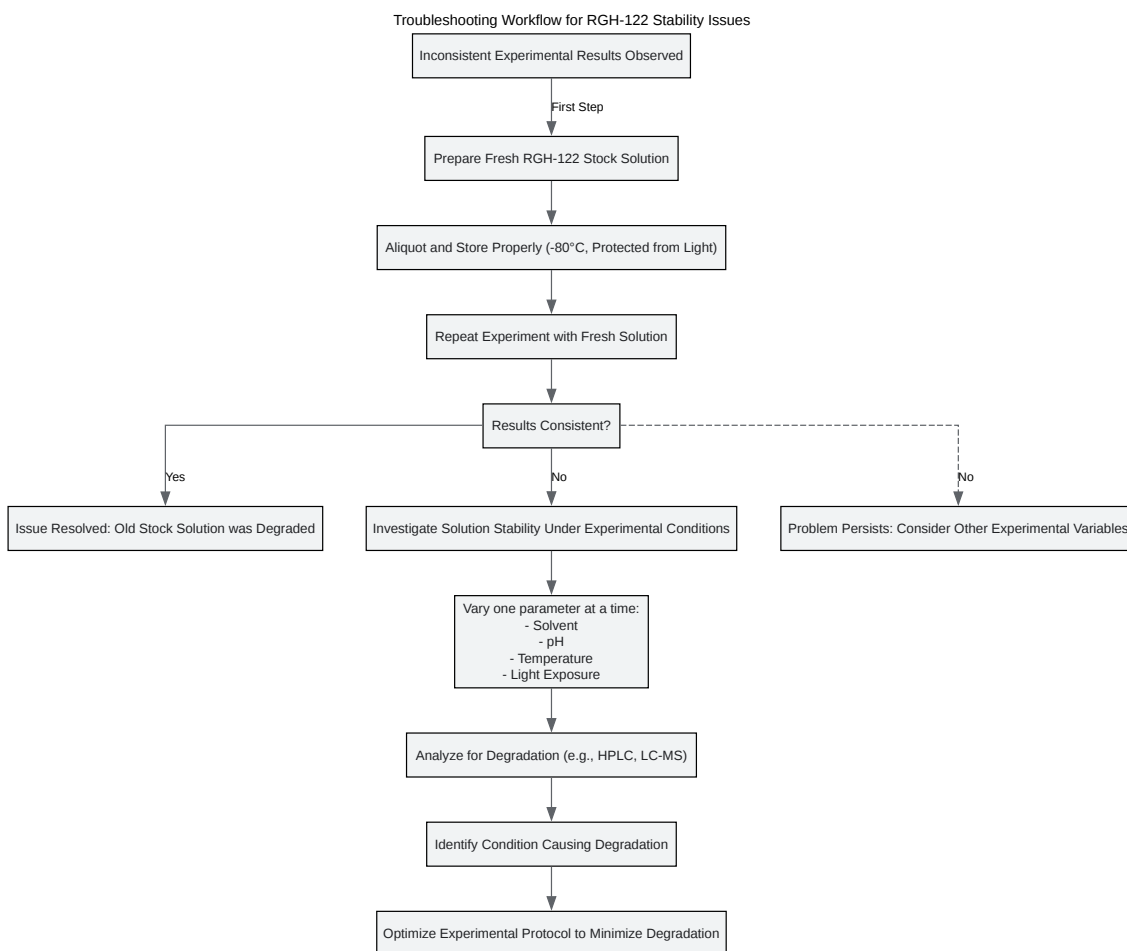 Troubleshooting Workflow for RGH-122 Stability Issues
Inconsistent Experimental Results Observed
First Step
Prepare Fresh RGH-122 Stock Solution
Aliquot and Store Properly (-80°C, Protected from Light)
Repeat Experiment with Fresh Solution
Results Consistent?
Yes
No
No
Issue Resolved: Old Stock Solution was Degraded
Investigate Solution Stability Under Experimental Conditions
Problem Persists: Consider Other Experimental Variables
Vary one parameter at a time:
- Solvent
- pH
- Temperature
- Light Exposure
Analyze for Degradation (e.g., HPLC, LC-MS)
Identify Condition Causing Degradation
Optimize Experimental Protocol to Minimize Degradation